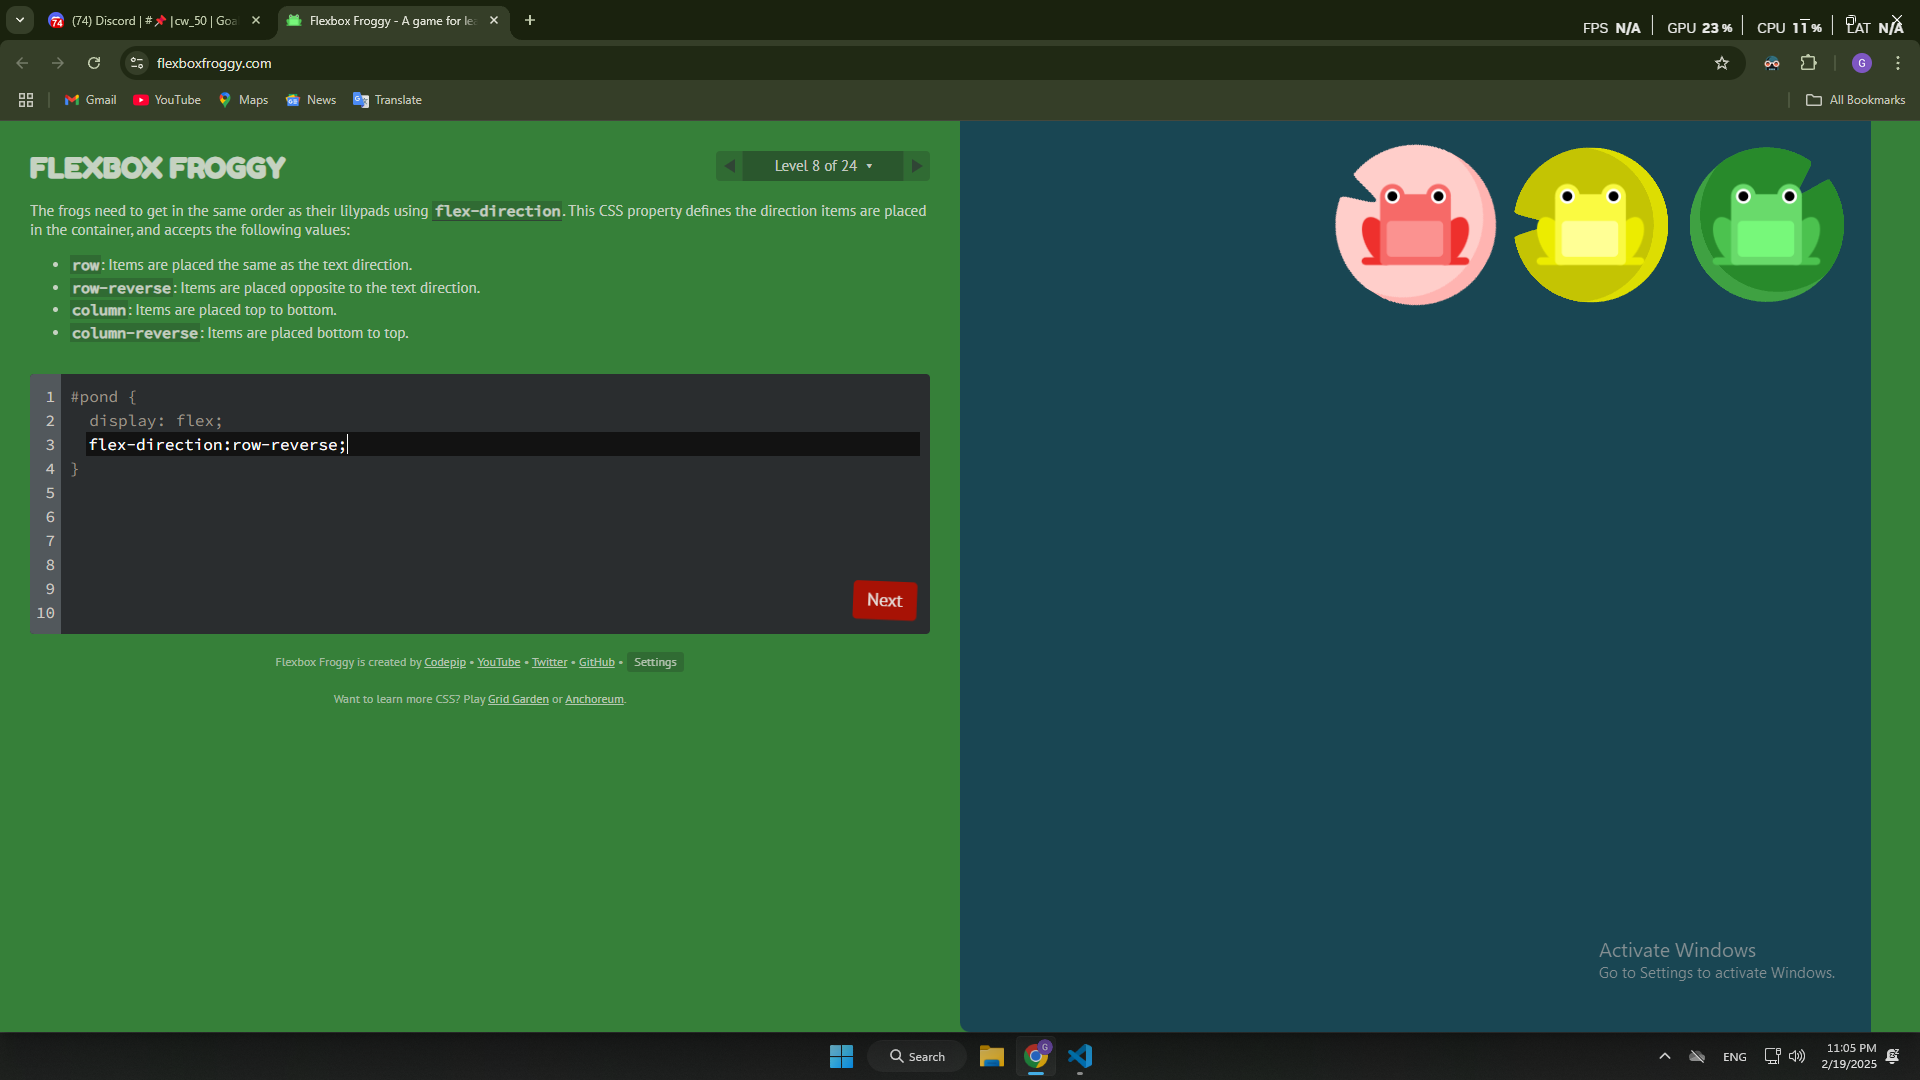 (74) Discord | #📌 |cw_50 | Goa
Flexbox Froggy - A game for lea
FPS N/A GPU 23 % CPU 11 % LAT N/A
flexboxfroggy.com
G
Gmail YouTube Maps News Translate
All Bookmarks
FLEXBOX FROGGY
Level 8 of 24
The frogs need to get in the same order as their lilypads using flex-direction. This CSS property defines the direction items are placed
in the container, and accepts the following values:
• row: Items are placed the same as the text direction.
• row-reverse: Items are placed opposite to the text direction.
• column: Items are placed top to bottom.
• column-reverse: Items are placed bottom to top.
1 #pond {
2 display: flex;
3 flex-direction:row-reverse;
4 }
5
6
7
8
9
10
Next
Flexbox Froggy is created by Codepip • YouTube • Twitter • GitHub • Settings
Want to learn more CSS? Play Grid Garden or Anchoreum.
Activate Windows
Go to Settings to activate Windows.
Search
G
ENG
11:05 PM
2/19/2025